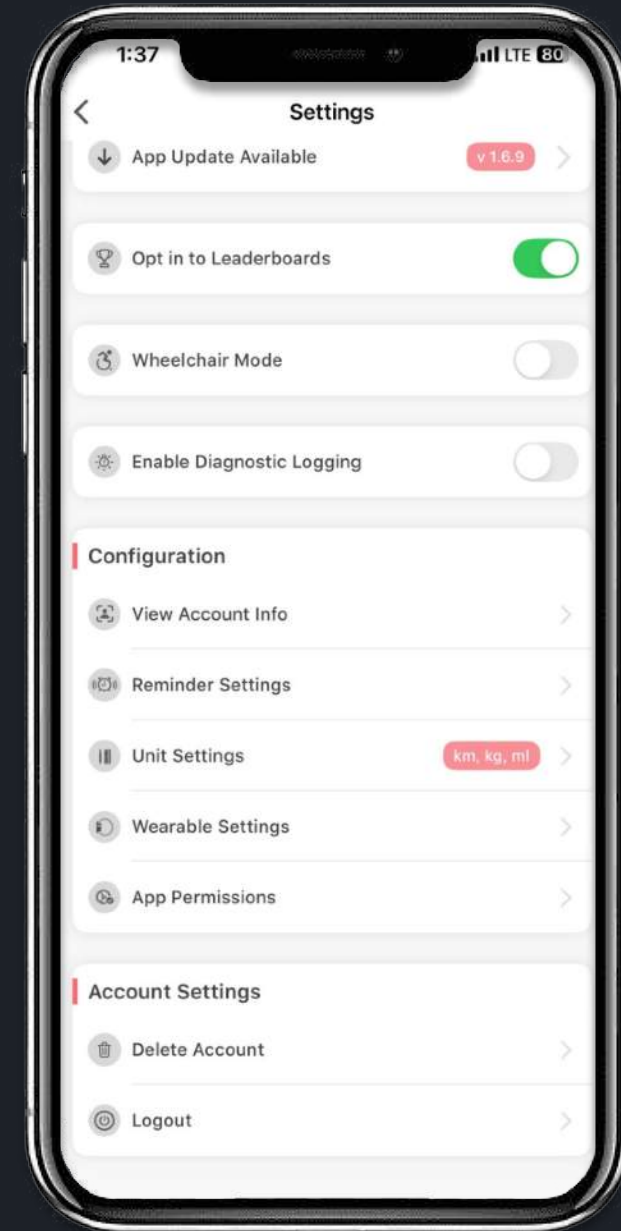 1:37
LTE 80
Settings
App Update Available
v 1.6.9
Opt in to Leaderboards
Wheelchair Mode
Enable Diagnostic Logging
Configuration
View Account Info
Reminder Settings
Unit Settings
km, kg, ml
Wearable Settings
App Permissions
Account Settings
Delete Account
Logout